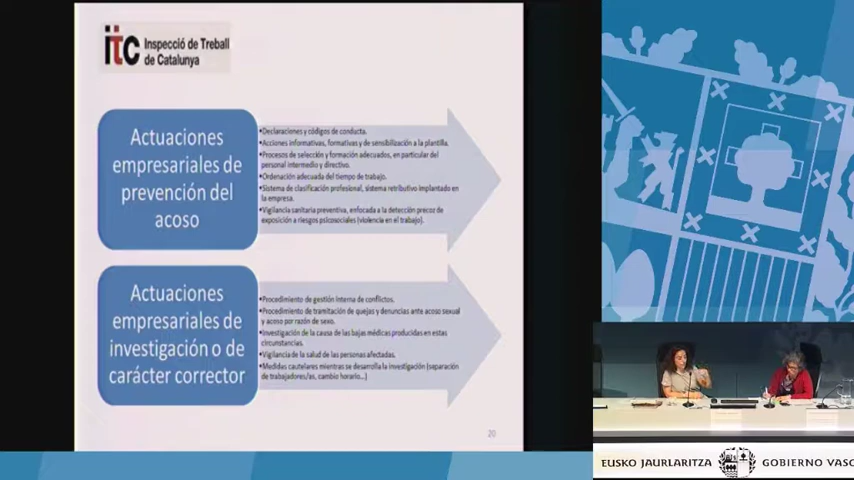 itc Inspecció de Treball
de Catalunya
Actuaciones
empresariales de
prevención del
acoso
•Declaraciones y códigos de conducta.
•Acciones informativas, formativas y de sensibilización a la plantilla.
•Procesos de selección y formación adecuados, en particular del
personal intermedio y directivo.
•Ordenación adecuada del tiempo de trabajo.
•Sistema de clasificación profesional, sistema retributivo implantado en
la empresa.
•Vigilancia sanitaria preventiva, enfocada a la detección precoz de
exposición a riesgos psicosociales (violencia en el trabajo).
Actuaciones
empresariales de
investigación o de
carácter corrector
•Procedimiento de gestión interna de conflictos.
•Procedimiento de tramitación de quejas y denuncias ante acoso sexual
y acoso por razón de sexo.
•Investigación de la causa de las bajas médicas producidas en estas
circunstancias.
•Vigilancia de la salud de las personas afectadas.
•Medidas cautelares mientras se desarrolla la investigación (separación
de trabajadores/as, cambio horario...)
20
EUSKO JAURLARITZA GOBIERNO VASC